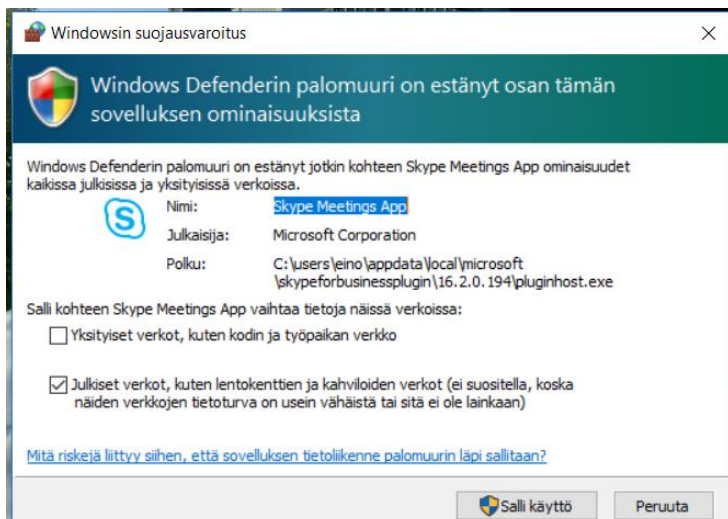 Windowsin suojausvaroitus
Windows Defenderin palomuuri on estänyt osan tämän
sovelluksen ominaisuuksista
Windows Defenderin palomuuri on estänyt jotkin kohteen Skype Meetings App ominaisuudet
kaikissa julkisissa ja yksityisissä verkoissa.
Nimi: Skype Meetings App
Julkaisija: Microsoft Corporation
Polku: C:\users\eino\appdata\local\microsoft
\skypeforbusinessplugin\16.2.0.194\pluginhost.exe
Salli kohteen Skype Meetings App vaihtaa tietoja näissä verkoissa:
Yksityiset verkot, kuten kodin ja työpaikan verkko
Julkiset verkot, kuten lentokenttien ja kahviloiden verkot (ei suositella, koska
näiden verkkojen tietoturva on usein vähäistä tai sitä ei ole lainkaan)
Mitä riskejä liittyy siihen, että sovelluksen tietoliikenne palomuurin läpi sallitaan?
Salli käyttö Peruuta